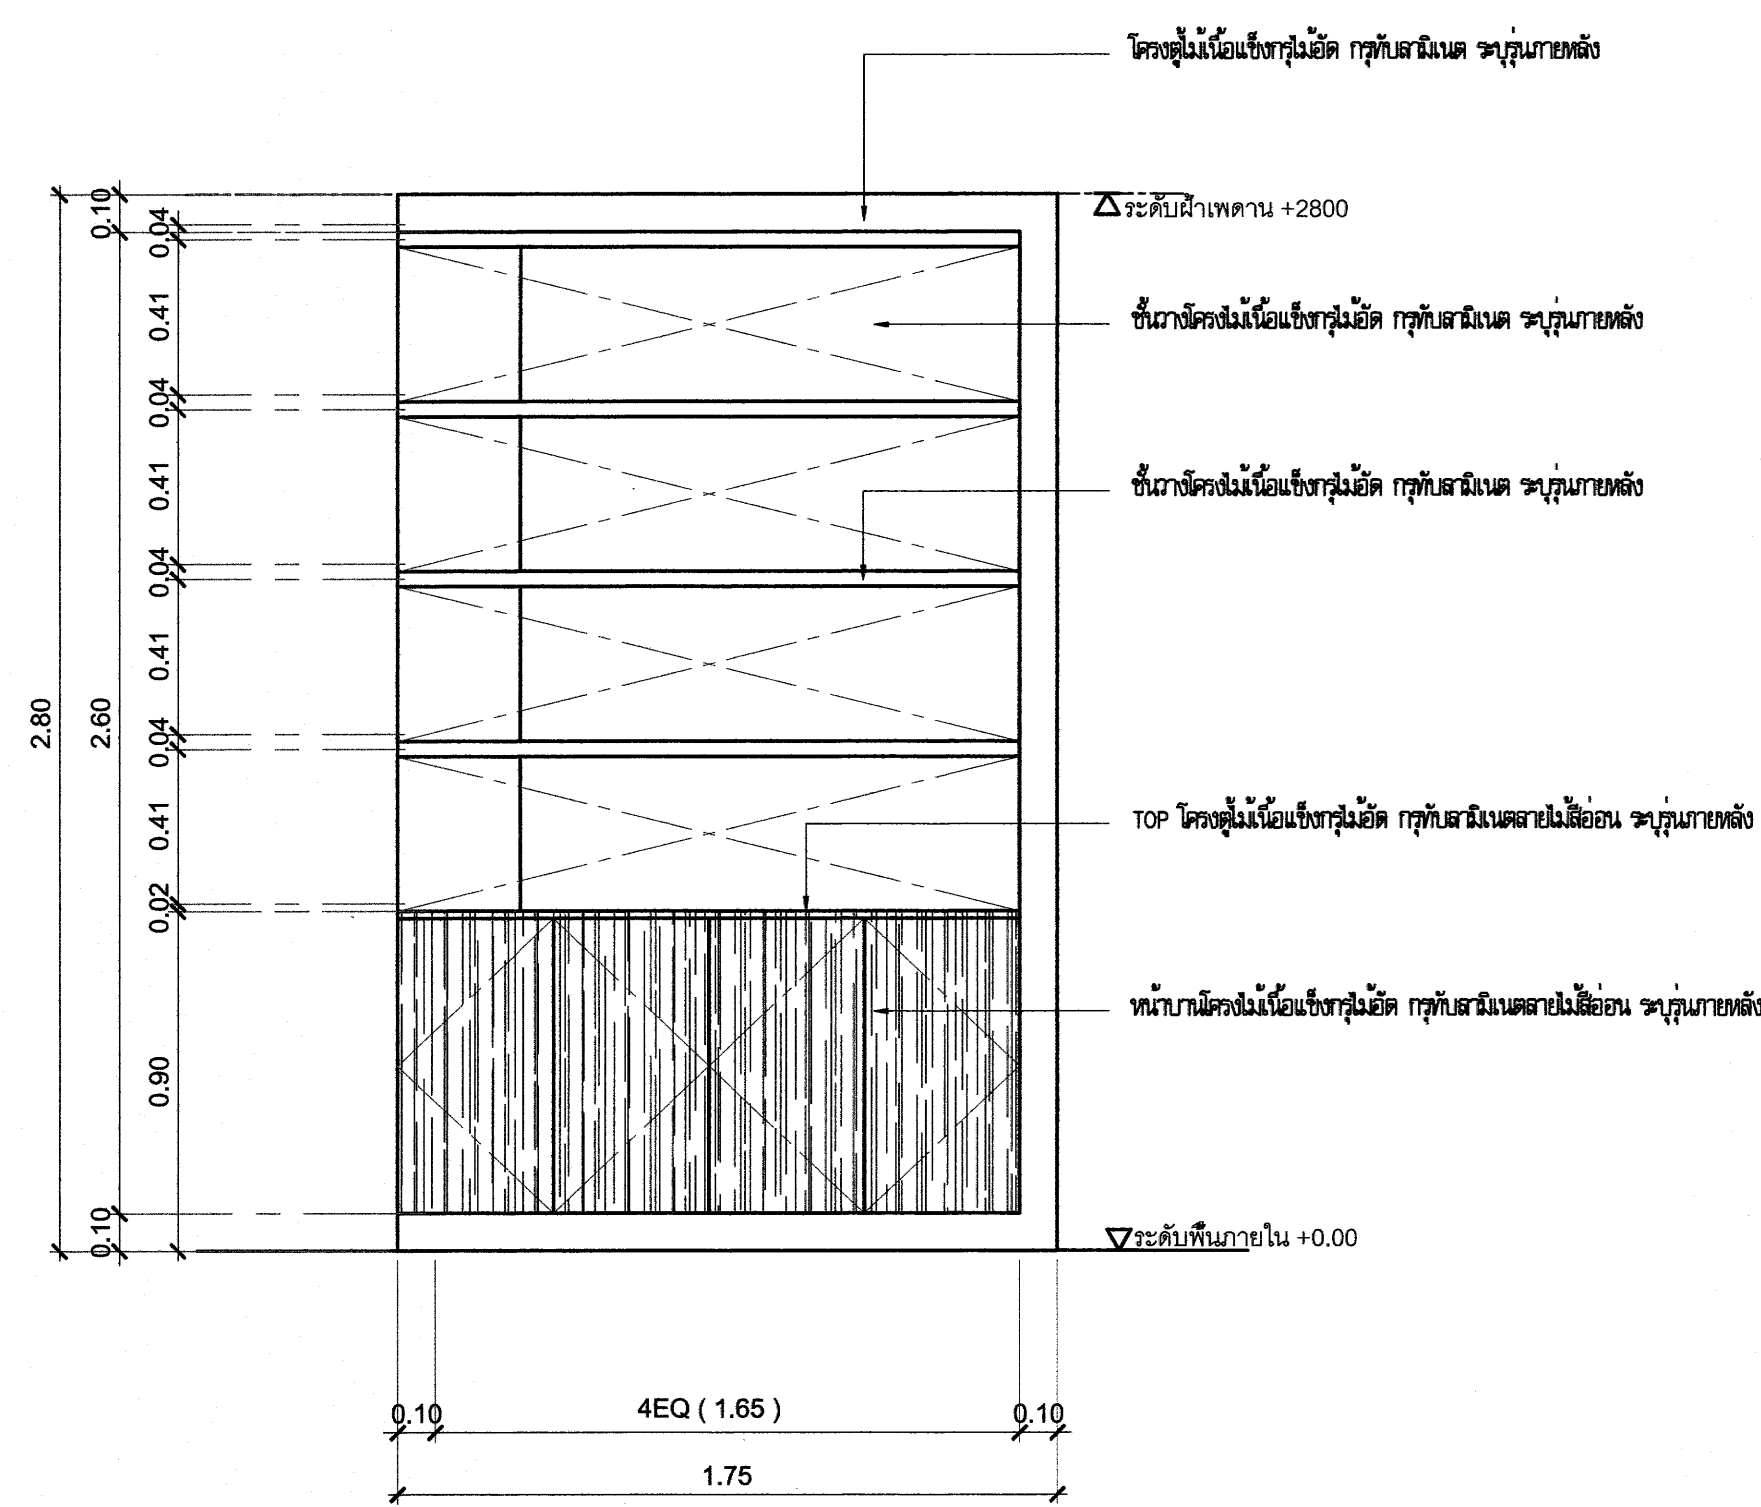 โครงตู้ไม้เนื้อแข็งกรุไม้อัด กรุทับลามิเนต ระบุรุ่นภายหลัง
ระดับฝ้าเพดาน +2800
ชั้นวางโครงไม้เนื้อแข็งกรุไม้อัด กรุทับลามิเนต ระบุรุ่นภายหลัง
ชั้นวางโครงไม้เนื้อแข็งกรุไม้อัด กรุทับลามิเนต ระบุรุ่นภายหลัง
TOP โครงตู้ไม้เนื้อแข็งกรุไม้อัด กรุทับลามิเนตลายไม้สีอ่อน ระบุรุ่นภายหลัง
หน้าบานโครงไม้เนื้อแข็งกรุไม้อัด กรุทับลามิเนตลายไม้สีอ่อน ระบุรุ่นภายหลัง
ระดับพื้นภายใน +0.00
2.80
0.10
2.60
0.10
0.04
0.41
0.04
0.41
0.04
0.41
0.04
0.41
0.02
0.90
0.10
4EQ ( 1.65 )
0.10
1.75